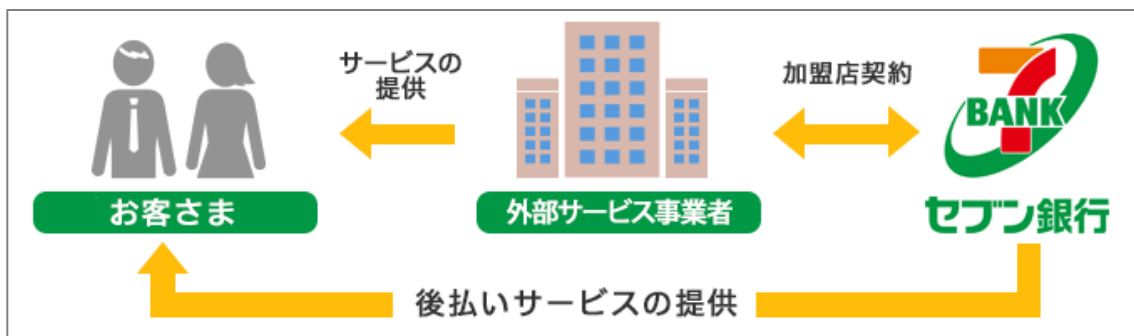 サービスの
提供
加盟店契約
7
BANK
お客さま
外部サービス事業者
セブン銀行
後払いサービスの提供